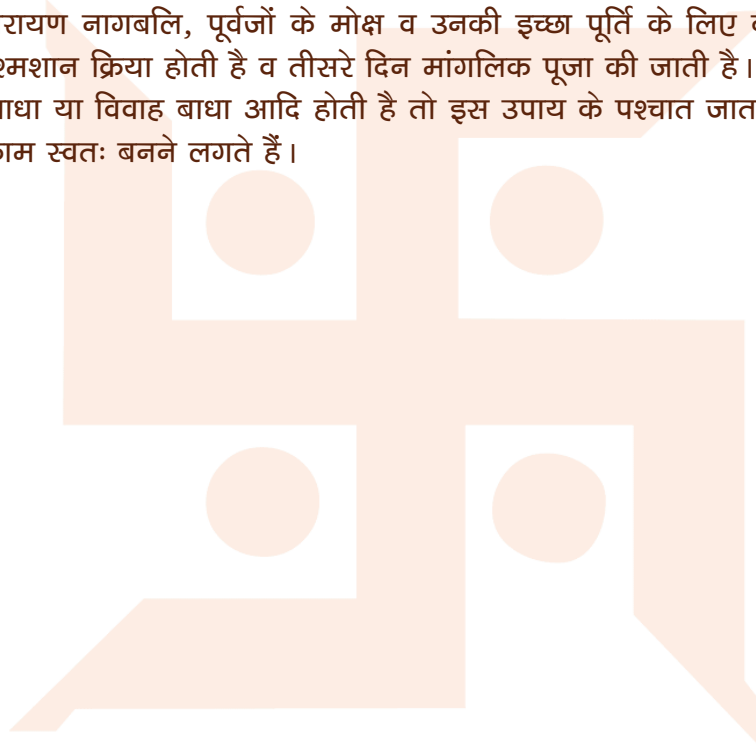 रायण नागबलि, पूर्वजों के मोक्ष व उनकी इच्छा पूर्ति के लिए
श्मशान क्रिया होती है व तीसरे दिन मांगलिक पूजा की जाती है।
ाधा या विवाह बाधा आदि होती है तो इस उपाय के पश्चात जात
काम स्वतः बनने लगते हैं।